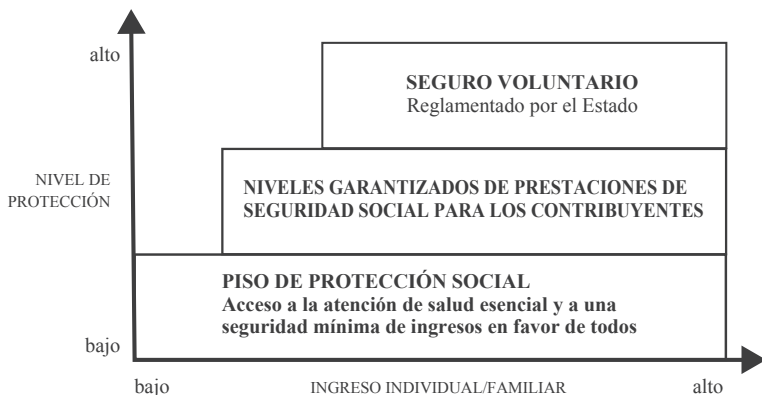 alto
SEGURO VOLUNTARIO
Reglamentado por el Estado
NIVEL DE
PROTECCIÓN
NIVELES GARANTIZADOS DE PRESTACIONES DE
SEGURIDAD SOCIAL PARA LOS CONTRIBUYENTES
PISO DE PROTECCIÓN SOCIAL
Acceso a la atención de salud esencial y a una
seguridad mínima de ingresos en favor de todos
bajo
bajo
INGRESO INDIVIDUAL/FAMILIAR
alto